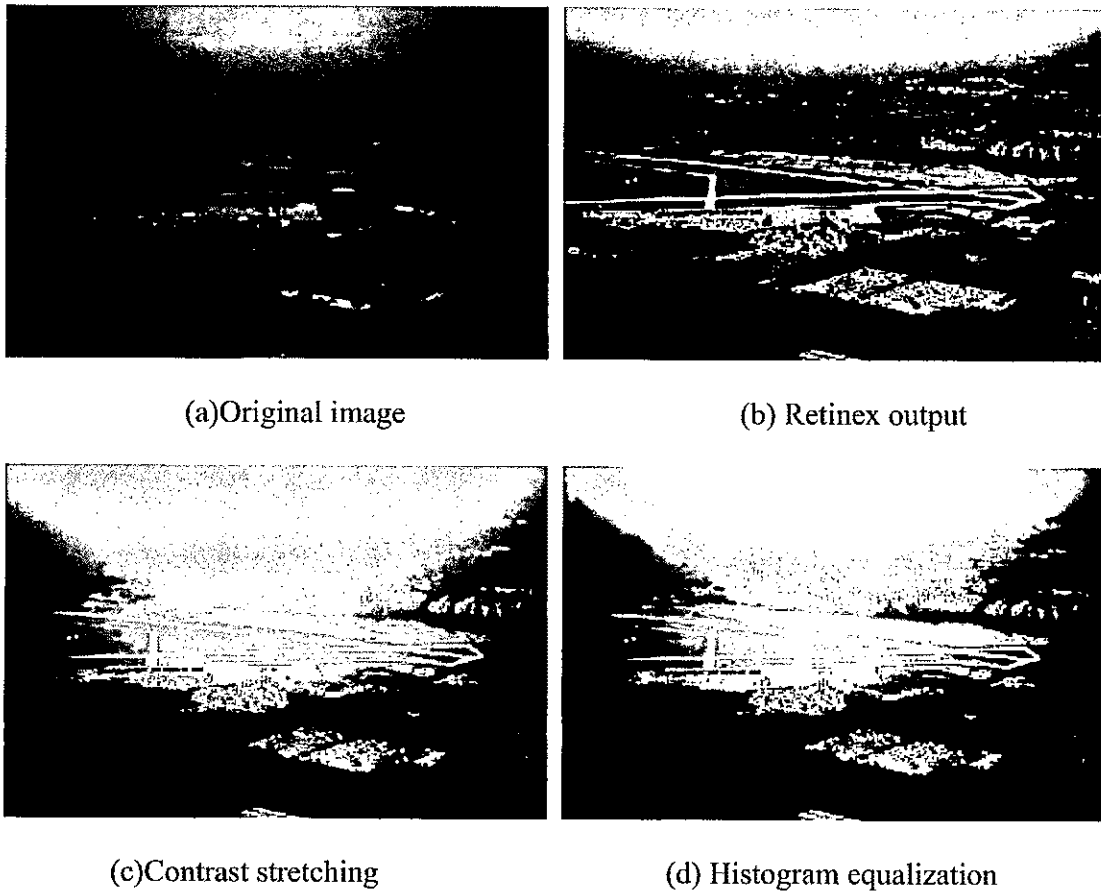 (a)Original image
(b) Retinex output
(c)Contrast stretching
(d) Histogram equalization